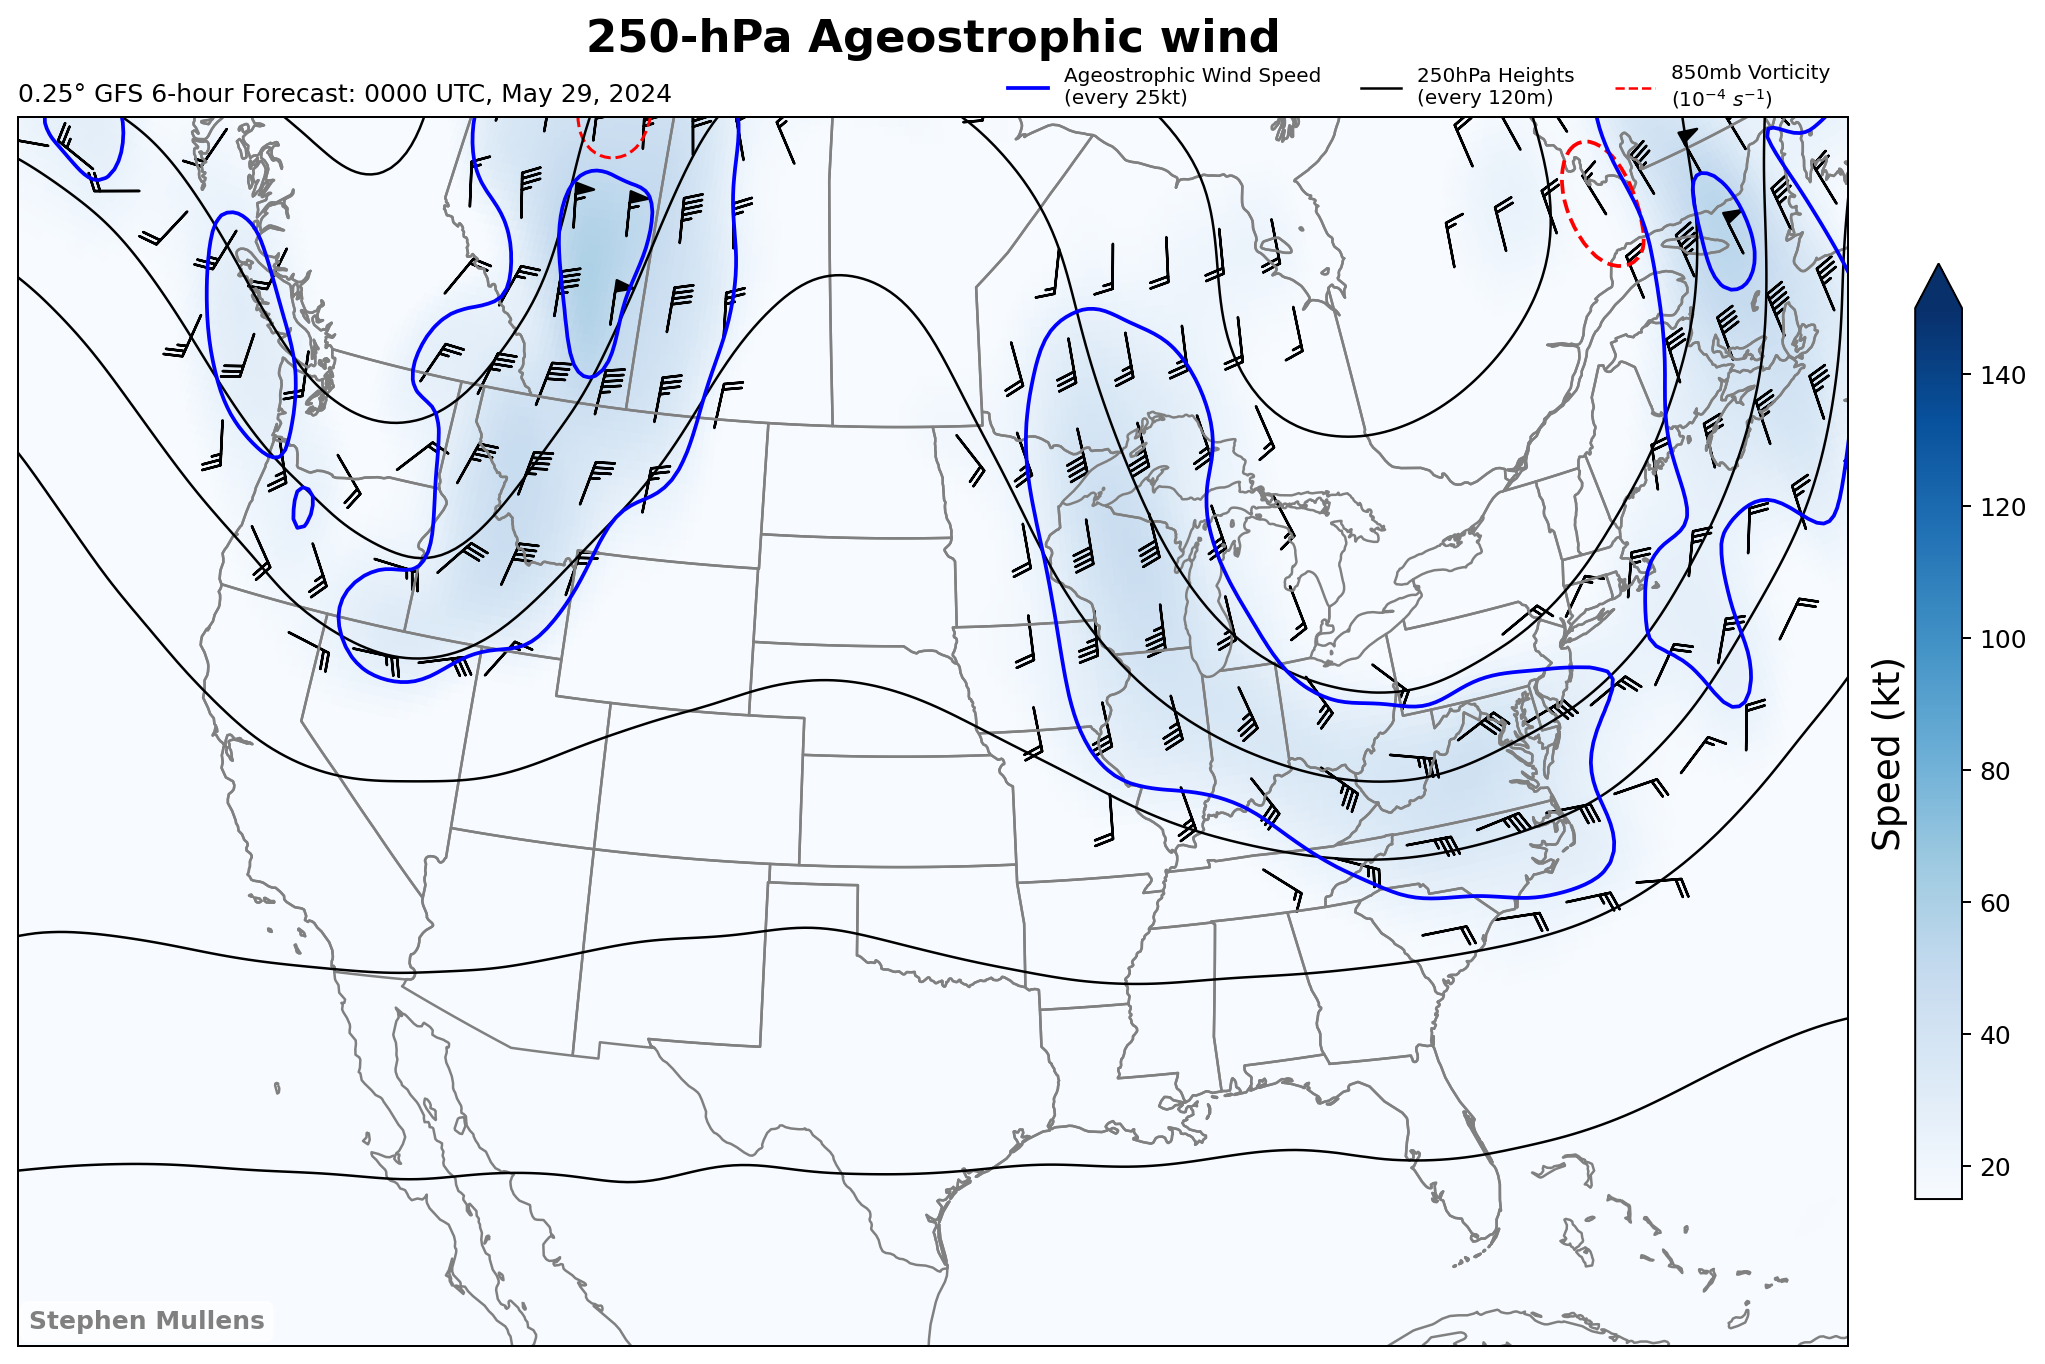 250-hPa Ageostrophic wind
0.25° GFS 6-hour Forecast: 0000 UTC, May 29, 2024
Ageostrophic Wind Speed
(every 25kt)
250hPa Heights
(every 120m)
850mb Vorticity
(10⁻⁴ s⁻¹)
140
120
100
80
60
40
20
Speed (kt)
Stephen Mullens